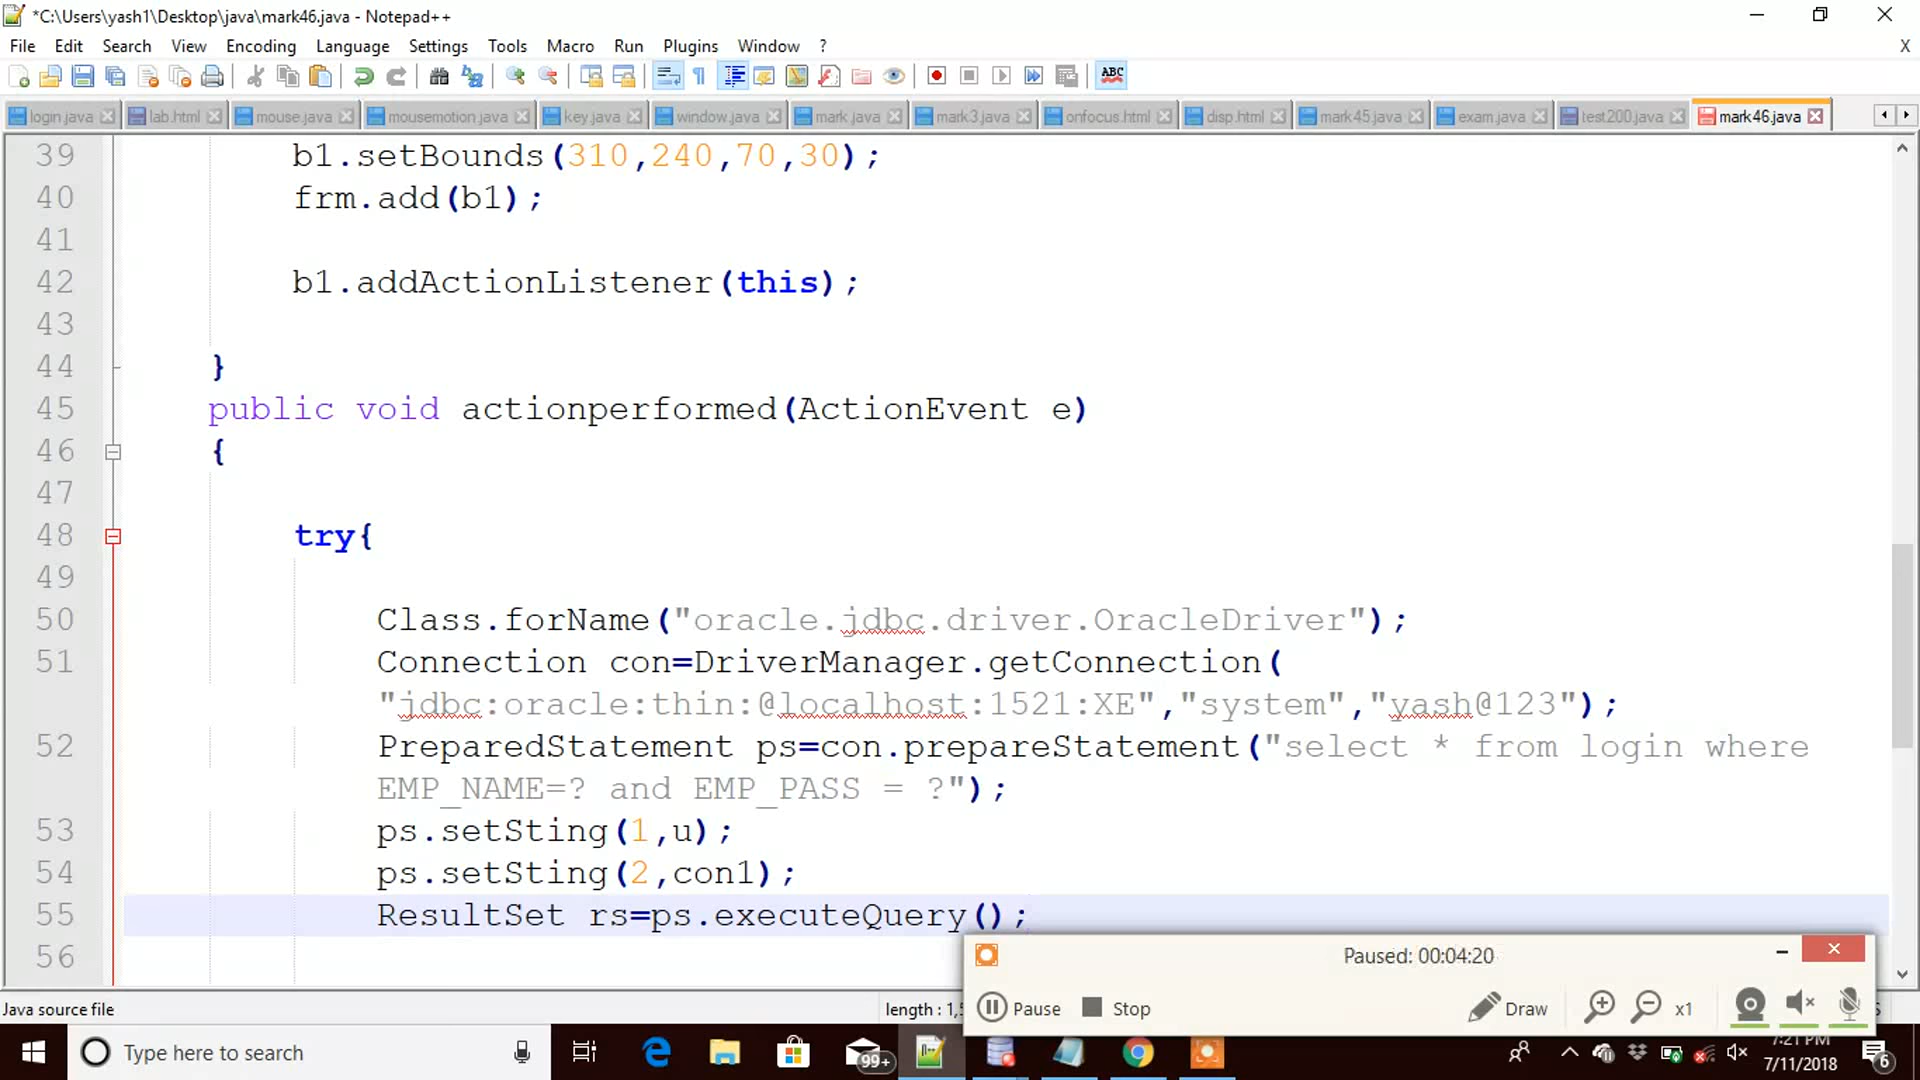 *C:\Users\yash1\Desktop\java\mark46.java - Notepad++
File Edit Search View Encoding Language Settings Tools Macro Run Plugins Window ? X
ABC
login.java lab.html mouse.java mousemotion.java key.java window.java mark.java mark3.java onfocus.html disp.html mark45.java exam.java test200.java mark46.java
39 b1.setBounds(310,240,70,30);
40 frm.add(b1);
41
42 b1.addActionListener(this);
43
44 }
45 public void actionperformed(ActionEvent e)
46 {
47
48 try{
49
50 Class.forName("oracle.jdbc.driver.OracleDriver");
51 Connection con=DriverManager.getConnection(
"jdbc:oracle:thin:@localhost:1521:XE","system","yash@123");
52 PreparedStatement ps=con.prepareStatement("select * from login where
EMP_NAME=? and EMP_PASS = ?");
53 ps.setSting(1,u);
54 ps.setSting(2,con1);
55 ResultSet rs=ps.executeQuery();
56
Paused: 00:04:20
Pause Stop Draw x1
Java source file length : 1,
Type here to search
99+
7:21 PM
7/11/2018
6